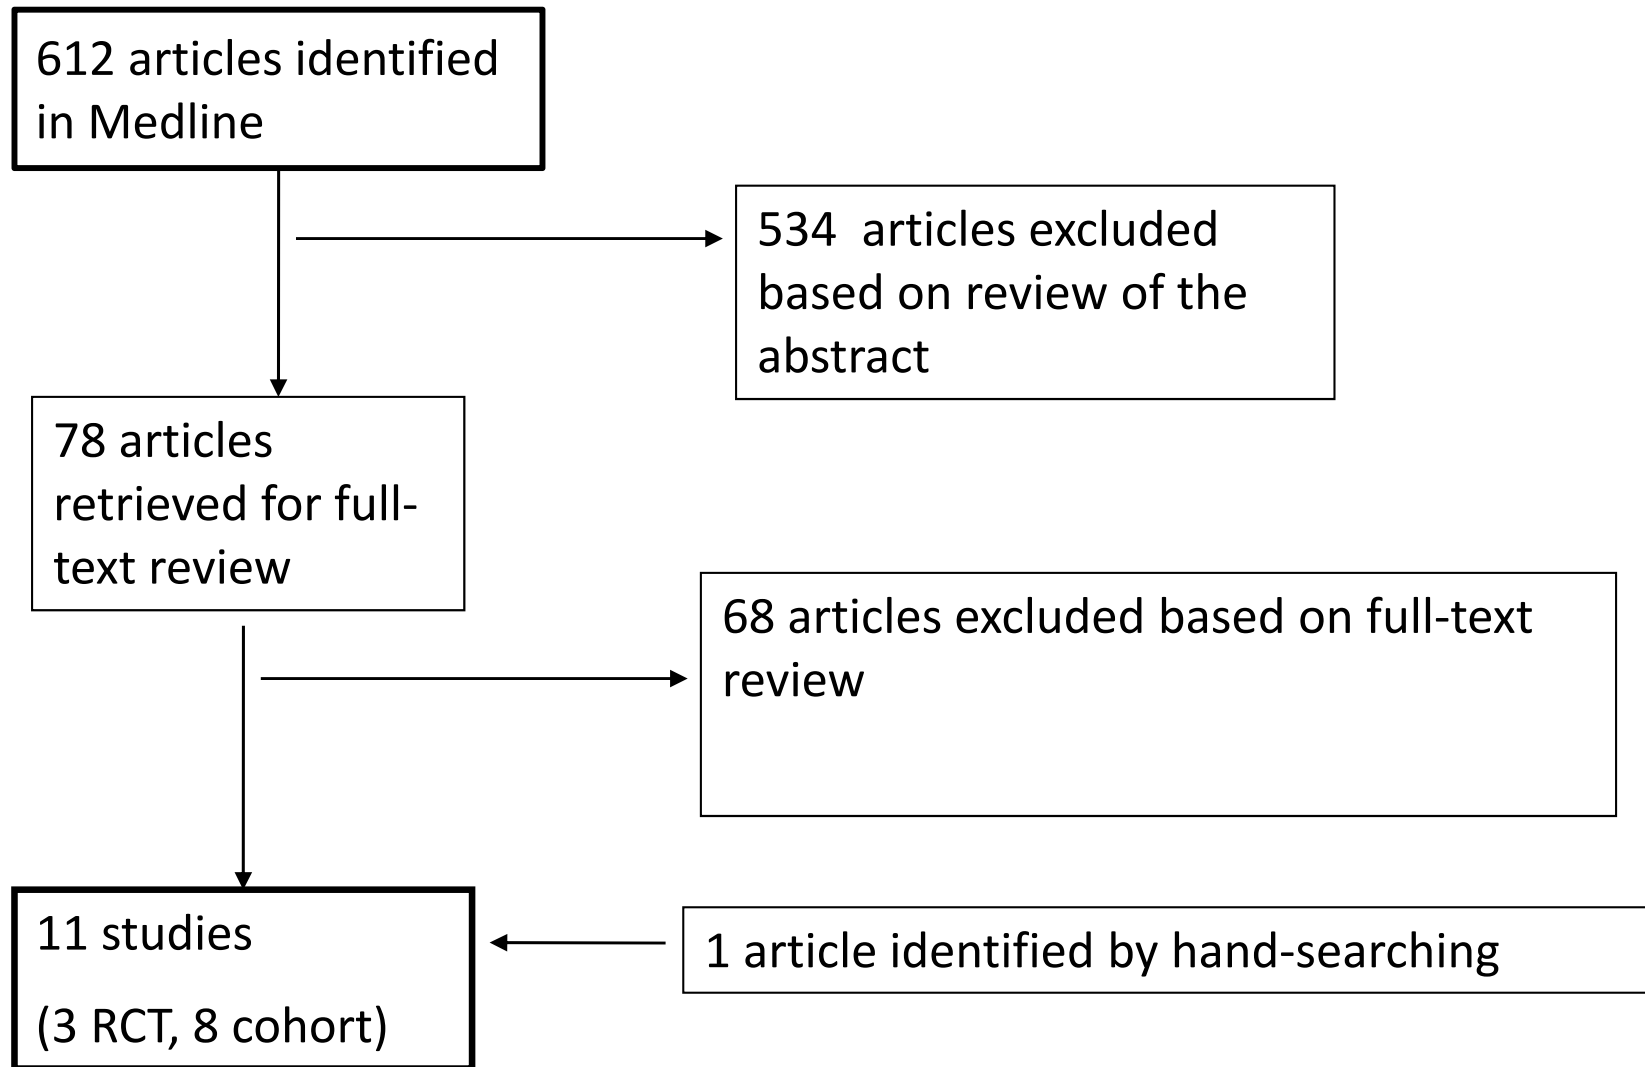 612 articles identified
in Medline
534 articles excluded
based on review of the
abstract
78 articles
retrieved for full-
text review
68 articles excluded based on full-text
review
11 studies
(3 RCT, 8 cohort)
1 article identified by hand-searching